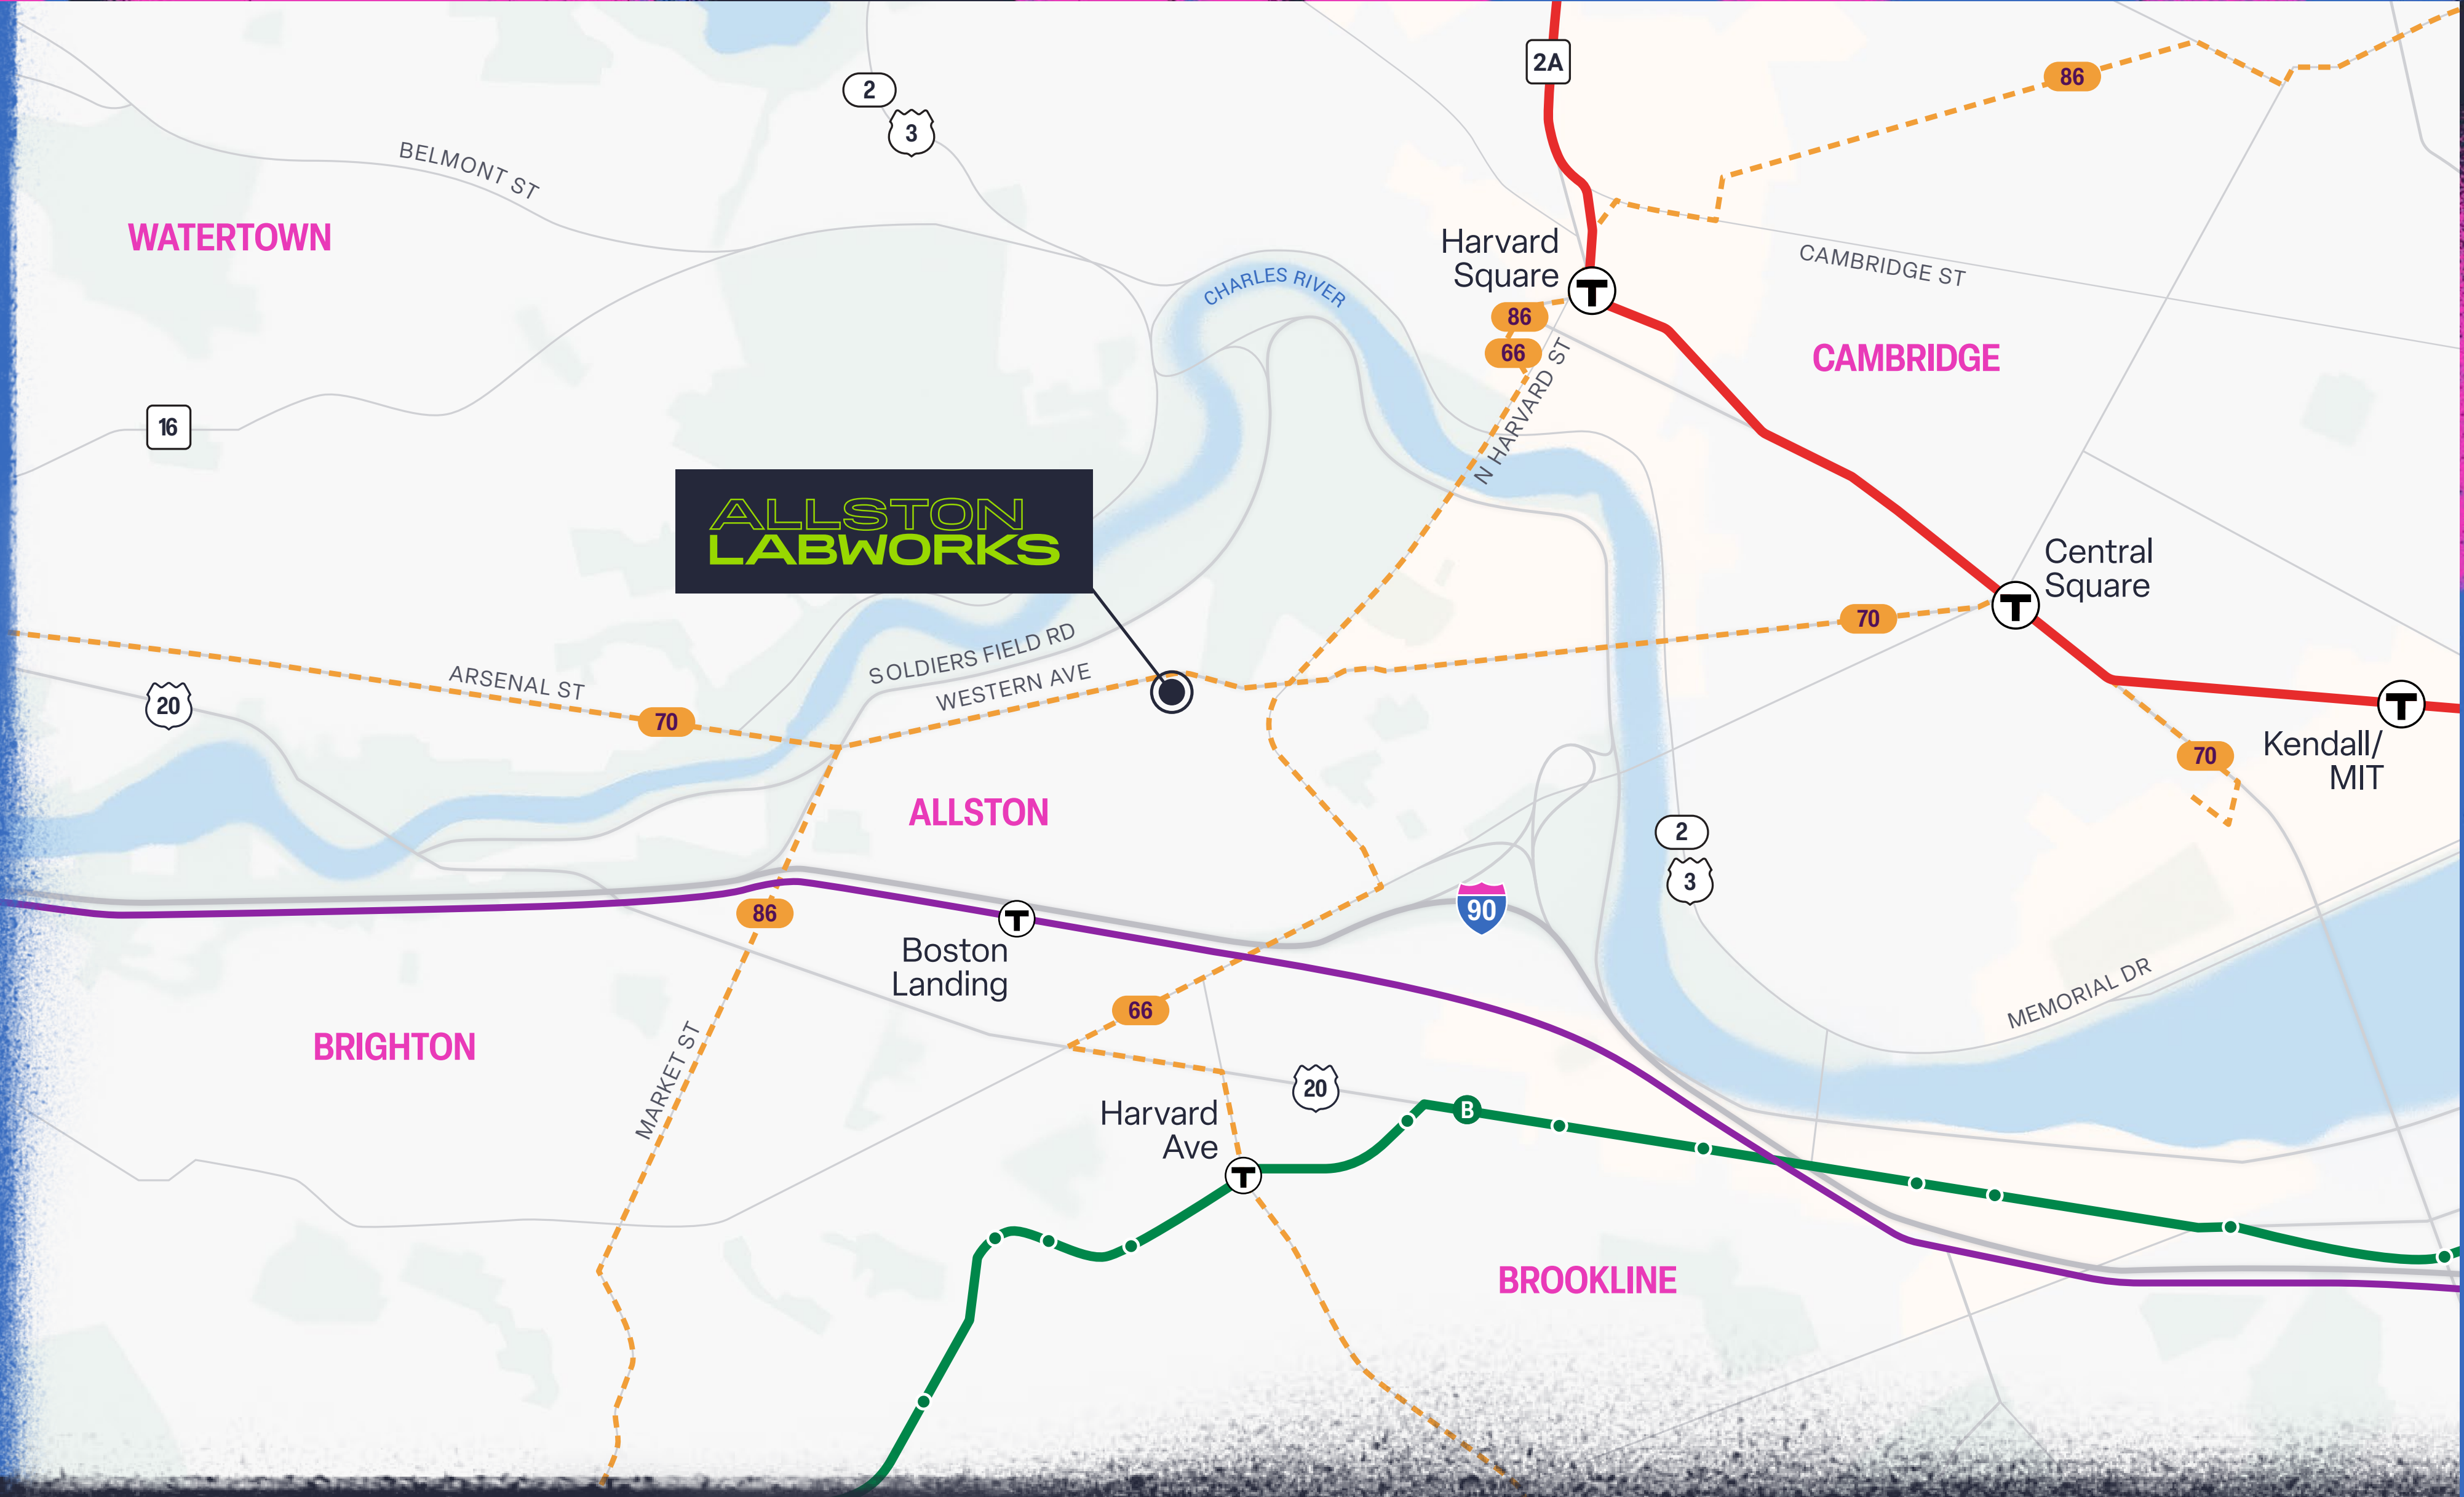 2A
86
2
3
BELMONT ST
WATERTOWN
Harvard
Square
T
CAMBRIDGE ST
CHARLES RIVER
86
66
N HARVARD ST
CAMBRIDGE
16
ALLSTON
LABWORKS
Central
Square
T
70
SOLDIERS FIELD RD
WESTERN AVE
ARSENAL ST
20
70
T
Kendall/
MIT
70
ALLSTON
2
3
86
T
Boston
Landing
90
66
MEMORIAL DR
BRIGHTON
MARKET ST
20
B
Harvard
Ave
T
BROOKLINE